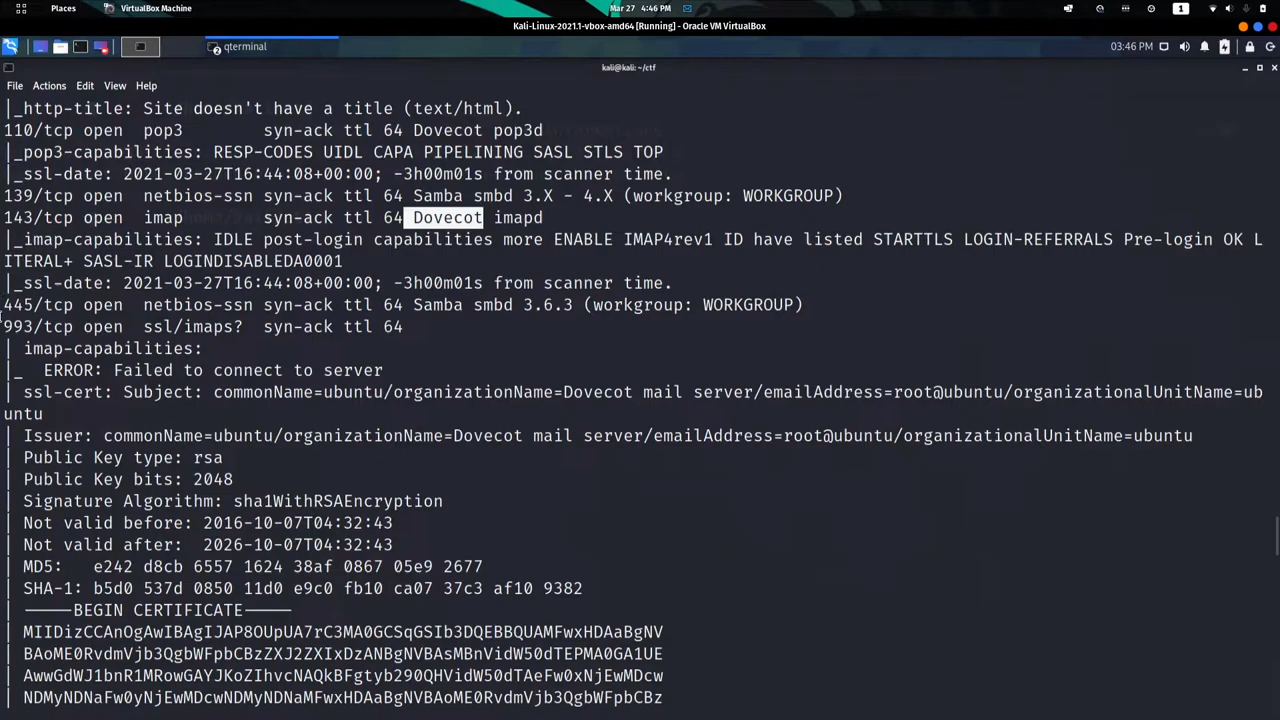 Places VirtualBox Machine Mar 27 4:46 PM 1
Kali-Linux-2021.1-vbox-amd64 [Running] - Oracle VM VirtualBox
qterminal 03:46 PM
kali@kali: ~/ctf
File Actions Edit View Help
|_http-title: Site doesn't have a title (text/html).
110/tcp open  pop3        syn-ack ttl 64 Dovecot pop3d
|_pop3-capabilities: RESP-CODES UIDL CAPA PIPELINING SASL STLS TOP
|_ssl-date: 2021-03-27T16:44:08+00:00; -3h00m01s from scanner time.
139/tcp open  netbios-ssn syn-ack ttl 64 Samba smbd 3.X - 4.X (workgroup: WORKGROUP)
143/tcp open  imap        syn-ack ttl 64 Dovecot imapd
|_imap-capabilities: IDLE post-login capabilities more ENABLE IMAP4rev1 ID have listed STARTTLS LOGIN-REFERRALS Pre-login OK L
ITERAL+ SASL-IR LOGINDISABLEDA0001
|_ssl-date: 2021-03-27T16:44:08+00:00; -3h00m01s from scanner time.
445/tcp open  netbios-ssn syn-ack ttl 64 Samba smbd 3.6.3 (workgroup: WORKGROUP)
993/tcp open  ssl/imaps?  syn-ack ttl 64
| imap-capabilities:
|_  ERROR: Failed to connect to server
| ssl-cert: Subject: commonName=ubuntu/organizationName=Dovecot mail server/emailAddress=root@ubuntu/organizationalUnitName=ub
untu
| Issuer: commonName=ubuntu/organizationName=Dovecot mail server/emailAddress=root@ubuntu/organizationalUnitName=ubuntu
| Public Key type: rsa
| Public Key bits: 2048
| Signature Algorithm: sha1WithRSAEncryption
| Not valid before: 2016-10-07T04:32:43
| Not valid after:  2026-10-07T04:32:43
| MD5:   e242 d8cb 6557 1624 38af 0867 05e9 2677
| SHA-1: b5d0 537d 0850 11d0 e9c0 fb10 ca07 37c3 af10 9382
| -----BEGIN CERTIFICATE-----
| MIIDizCCAnOgAwIBAgIJAP8OUpUA7rC3MA0GCSqGSIb3DQEBBQUAMFwxHDAaBgNV
| BAoME0RvdmVjb3QgbWFpbCBzZXJ2ZXIxDzANBgNVBAsMBnVidW50dTEPMA0GA1UE
| AwwGdWJ1bnR1MRowGAYJKoZIhvcNAQkBFgtyb290QHVidW50dTAeFw0xNjEwMDcw
| NDMyNDNaFw0yNjEwMDcwNDMyNDNaMFwxHDAaBgNVBAoME0RvdmVjb3QgbWFpbCBz